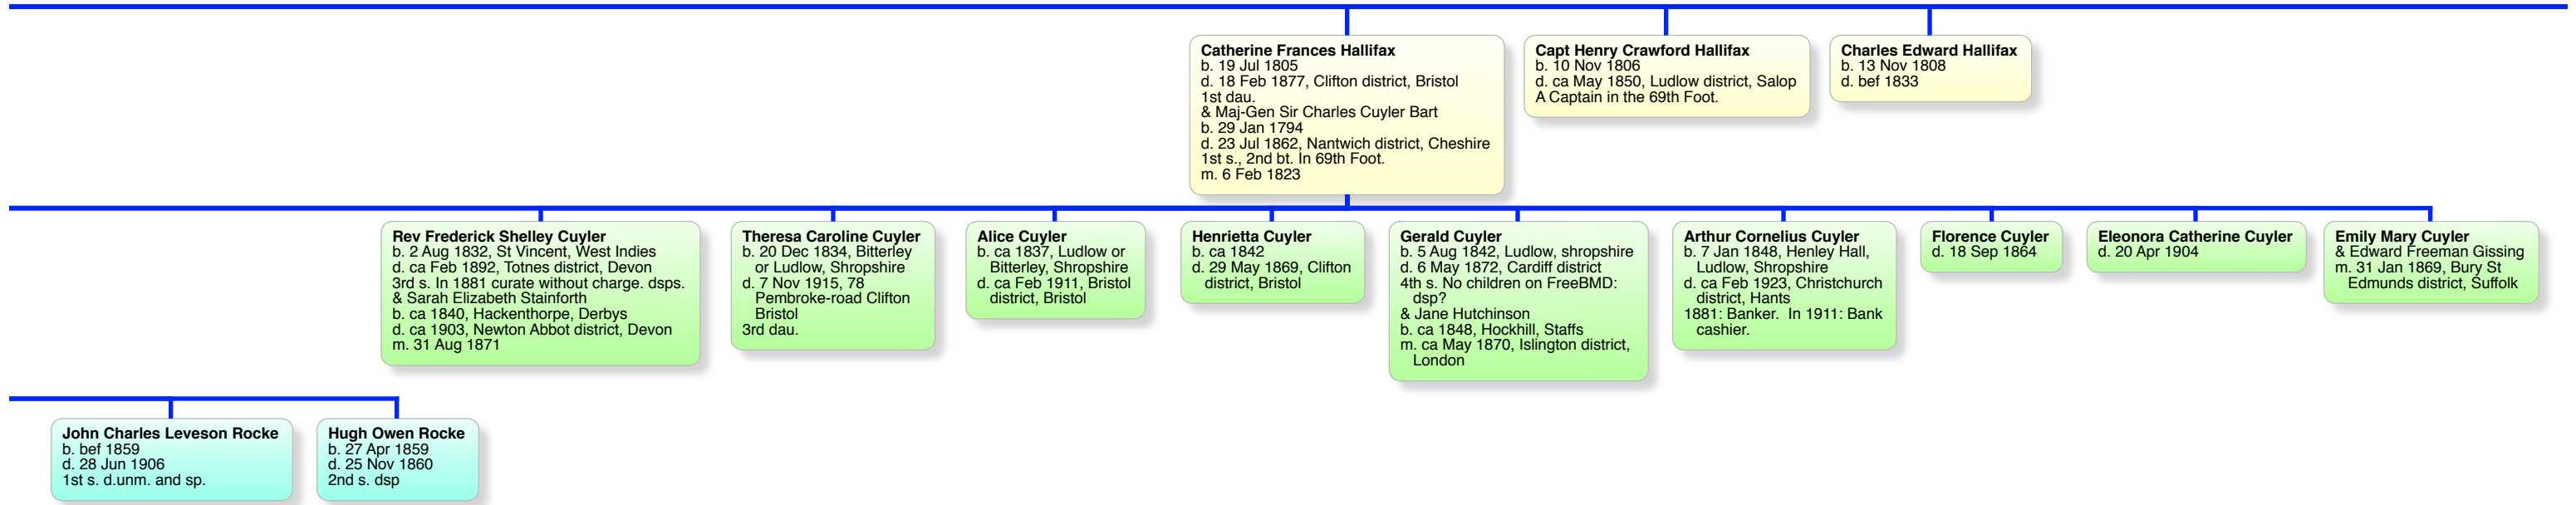 Catherine Frances Hallifax
b. 19 Jul 1805
d. 18 Feb 1877, Clifton district, Bristol
1st dau.
& Maj-Gen Sir Charles Cuyler Bart
b. 29 Jan 1794
d. 23 Jul 1862, Nantwich district, Cheshire
1st s., 2nd bt. In 69th Foot.
m. 6 Feb 1823
Capt Henry Crawford Hallifax
b. 10 Nov 1806
d. ca May 1850, Ludlow district, Salop
A Captain in the 69th Foot.
Charles Edward Hallifax
b. 13 Nov 1808
d. bef 1833
Rev Frederick Shelley Cuyler
b. 2 Aug 1832, St Vincent, West Indies
d. ca Feb 1892, Totnes district, Devon
3rd s. In 1881 curate without charge. dsps.
& Sarah Elizabeth Stainforth
b. ca 1840, Hackenthorpe, Derbys
d. ca 1903, Newton Abbot district, Devon
m. 31 Aug 1871
Theresa Caroline Cuyler
b. 20 Dec 1834, Bitterley
or Ludlow, Shropshire
d. 7 Nov 1915, 78
Pembroke-road Clifton
Bristol
3rd dau.
Alice Cuyler
b. ca 1837, Ludlow or
Bitterley, Shropshire
d. ca Feb 1911, Bristol
district, Bristol
Henrietta Cuyler
b. ca 1842
d. 29 May 1869, Clifton
district, Bristol
Gerald Cuyler
b. 5 Aug 1842, Ludlow, shropshire
d. 6 May 1872, Cardiff district
4th s. No children on FreeBMD:
dsp?
& Jane Hutchinson
b. ca 1848, Hockhill, Staffs
m. ca May 1870, Islington district,
London
Arthur Cornelius Cuyler
b. 7 Jan 1848, Henley Hall,
Ludlow, Shropshire
d. ca Feb 1923, Christchurch
district, Hants
1881: Banker.  In 1911: Bank
cashier.
Florence Cuyler
d. 18 Sep 1864
Eleonora Catherine Cuyler
d. 20 Apr 1904
Emily Mary Cuyler
& Edward Freeman Gissing
m. 31 Jan 1869, Bury St
Edmunds district, Suffolk
John Charles Leveson Rocke
b. bef 1859
d. 28 Jun 1906
1st s. d.unm. and sp.
Hugh Owen Rocke
b. 27 Apr 1859
d. 25 Nov 1860
2nd s. dsp